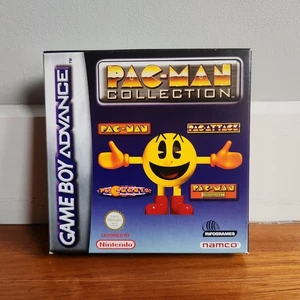 PAC-MAN
COLLECTION
GAME BOY ADVANCE
PAC-MAN
PAC-ATTACK
PAC-MAN
LICENSED BY
Nintendo
INFOGRAMES
namco